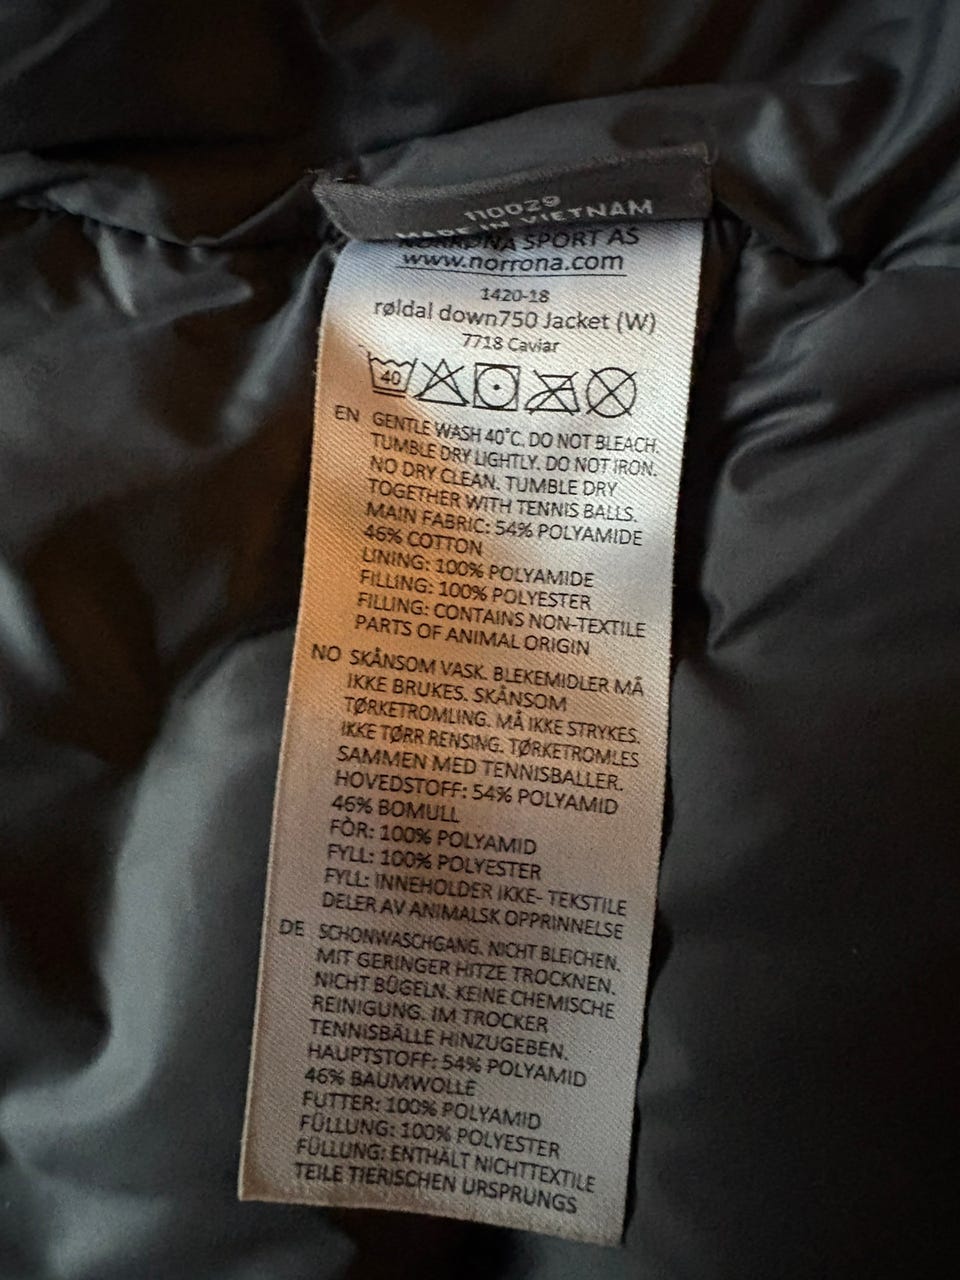 110029
MADE IN VIETNAM
NORRØNA SPORT AS
www.norrona.com
1420-18
røldal down750 Jacket (W)
7718 Caviar
40
EN GENTLE WASH 40°C. DO NOT BLEACH.
TUMBLE DRY LIGHTLY. DO NOT IRON.
NO DRY CLEAN. TUMBLE DRY
TOGETHER WITH TENNIS BALLS.
MAIN FABRIC: 54% POLYAMIDE
46% COTTON
LINING: 100% POLYAMIDE
FILLING: 100% POLYESTER
FILLING: CONTAINS NON-TEXTILE
PARTS OF ANIMAL ORIGIN
NO SKÅNSOM VASK. BLEKEMIDLER MÅ
IKKE BRUKES. SKÅNSOM
TØRKETROMLING. MÅ IKKE STRYKES.
IKKE TØRR RENSING. TØRKETROMLES
SAMMEN MED TENNISBALLER.
HOVEDSTOFF: 54% POLYAMID
46% BOMULL
FÒR: 100% POLYAMID
FYLL: 100% POLYESTER
FYLL: INNEHOLDER IKKE- TEKSTILE
DELER AV ANIMALSK OPPRINNELSE
DE SCHONWASCHGANG. NICHT BLEICHEN.
MIT GERINGER HITZE TROCKNEN.
NICHT BÜGELN. KEINE CHEMISCHE
REINIGUNG. IM TROCKER
TENNISBÄLLE HINZUGEBEN.
HAUPTSTOFF: 54% POLYAMID
46% BAUMWOLLE
FUTTER: 100% POLYAMID
FÜLLUNG: 100% POLYESTER
FÜLLUNG: ENTHÄLT NICHTTEXTILE
TEILE TIERISCHEN URSPRUNGS